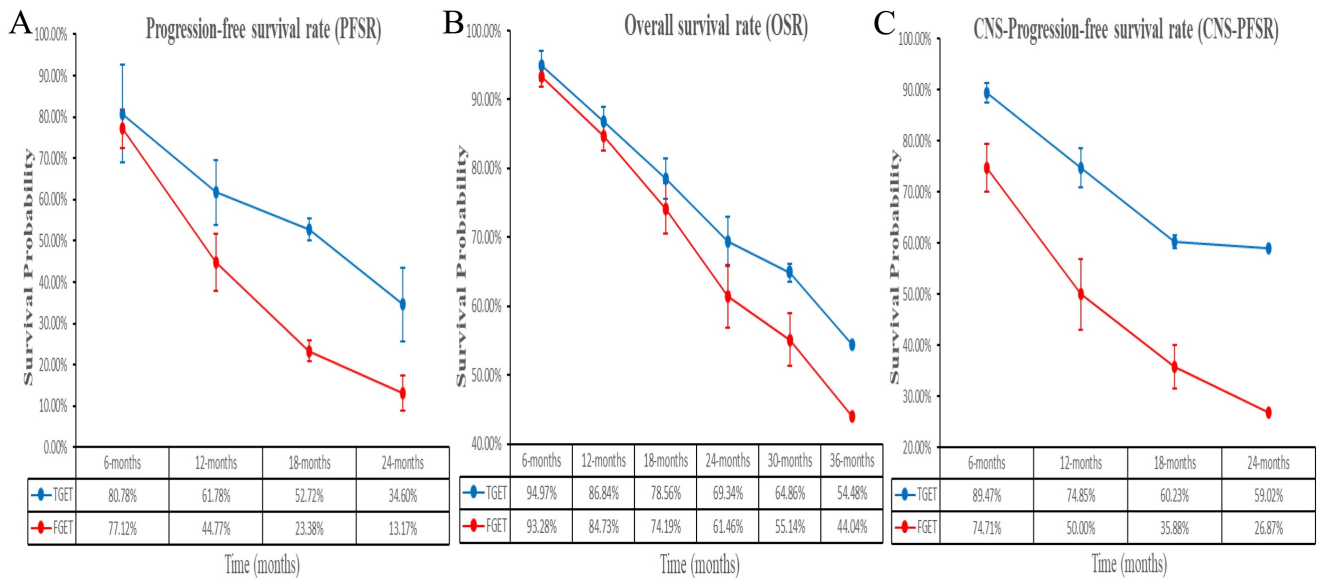 A
Progression-free survival rate (PFSR)
100.00%
90.00%
80.00%
70.00%
60.00%
50.00%
40.00%
30.00%
20.00%
10.00%
0.00%
Survival Probability
6-months 12-months 18-months 24-months
TGET 80.78% 61.78% 52.72% 34.60%
FGET 77.12% 44.77% 23.38% 13.17%
Time (months)
B
Overall survival rate (OSR)
100.00%
90.00%
80.00%
70.00%
60.00%
50.00%
40.00%
Survival Probability
6-months 12-months 18-months 24-months 30-months 36-months
TGET 94.97% 86.84% 78.56% 69.34% 64.86% 54.48%
FGET 93.28% 84.73% 74.19% 61.46% 55.14% 44.04%
Time (months)
C
CNS-Progression-free survival rate (CNS-PFSR)
100.00%
90.00%
80.00%
70.00%
60.00%
50.00%
40.00%
30.00%
20.00%
Survival Probability
6-months 12-months 18-months 24-months
TGET 89.47% 74.85% 60.23% 59.02%
FGET 74.71% 50.00% 35.88% 26.87%
Time (months)